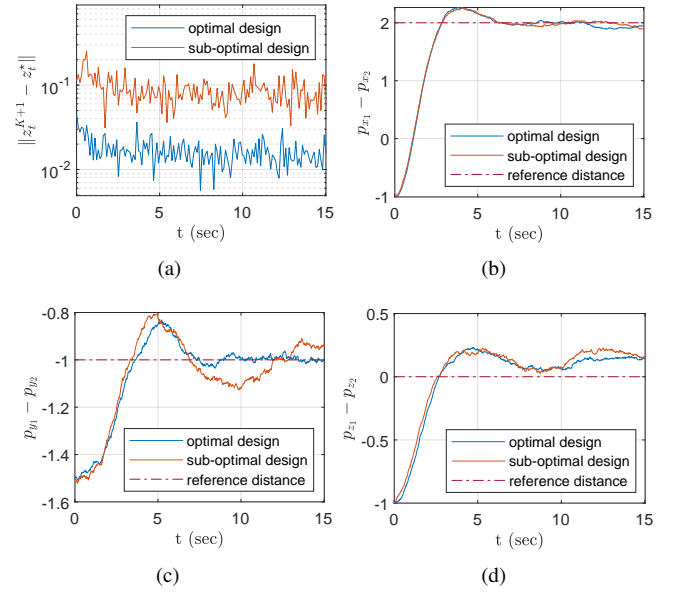 optimal design
sub-optimal design
10⁻¹
10⁻²
‖z_t^{K+1} − z_t^⋆‖
0 5 10 15
t (sec)
(a)
2
1
0
-1
p_{x_1} − p_{x_2}
optimal design
sub-optimal design
reference distance
0 5 10 15
t (sec)
(b)
-0.8
-1
-1.2
-1.4
-1.6
p_{y_1} − p_{y_2}
optimal design
sub-optimal design
reference distance
0 5 10 15
t (sec)
(c)
0.5
0
-0.5
-1
p_{z_1} − p_{z_2}
optimal design
sub-optimal design
reference distance
0 5 10 15
t (sec)
(d)